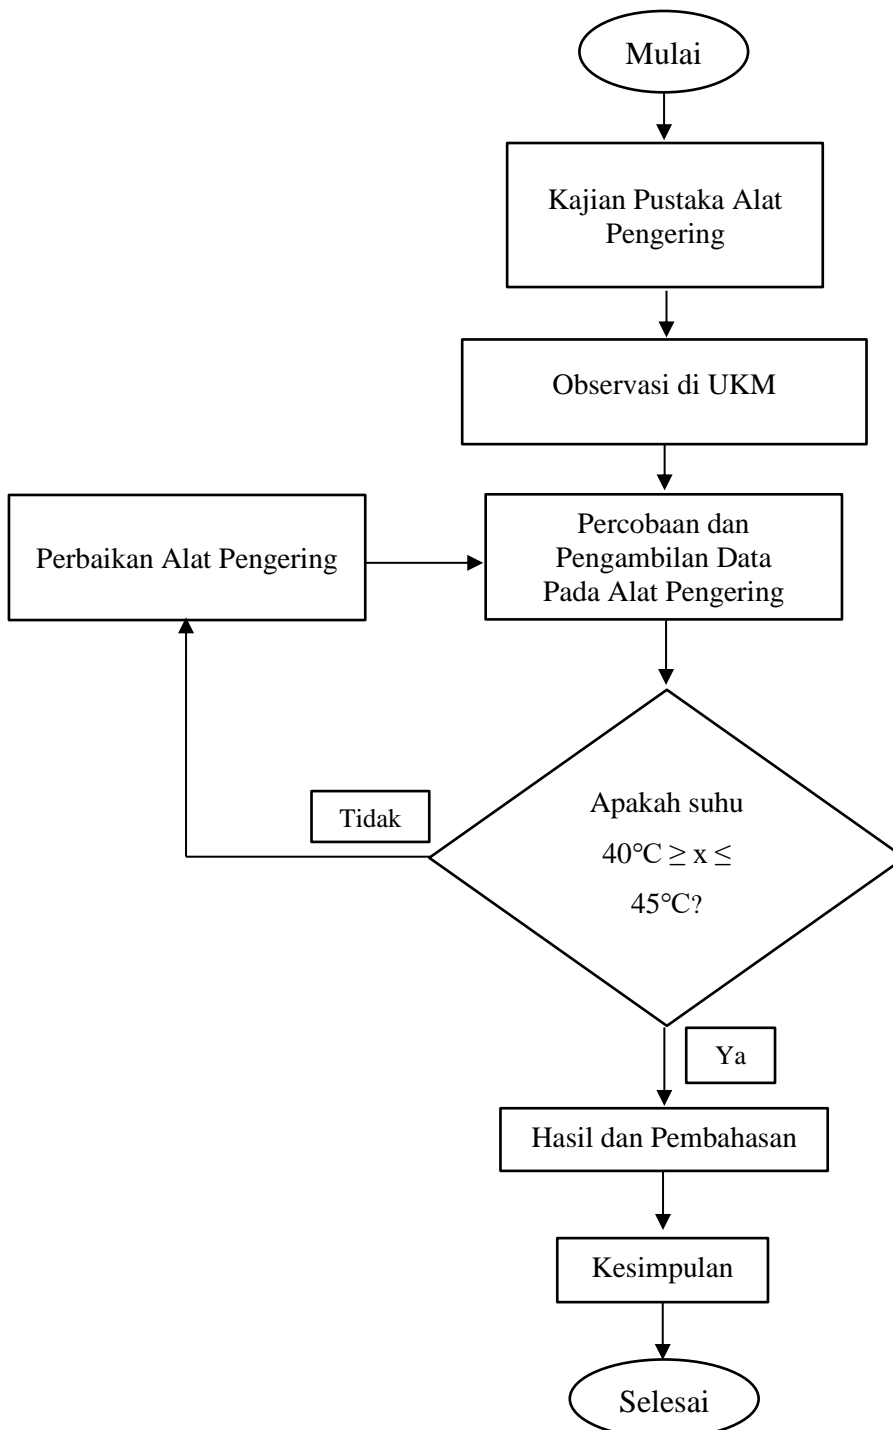 Mulai
Kajian Pustaka Alat
Pengering
Observasi di UKM
Perbaikan Alat Pengering
Percobaan dan
Pengambilan Data
Pada Alat Pengering
Apakah suhu
40°C ≥ x ≤
45°C?
Tidak
Ya
Hasil dan Pembahasan
Kesimpulan
Selesai